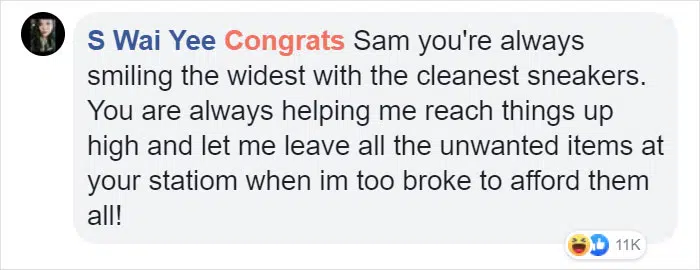 S Wai Yee Congrats Sam you're always
smiling the widest with the cleanest sneakers.
You are always helping me reach things up
high and let me leave all the unwanted items at
your statiom when im too broke to afford them
all!
11K